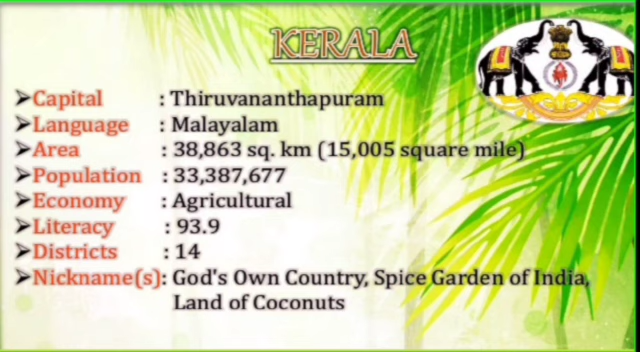 KERALA
➢Capital : Thiruvananthapuram
➢Language : Malayalam
➢Area : 38,863 sq. km (15,005 square mile)
➢Population : 33,387,677
➢Economy : Agricultural
➢Literacy : 93.9
➢Districts : 14
➢Nickname(s): God's Own Country, Spice Garden of India,
Land of Coconuts